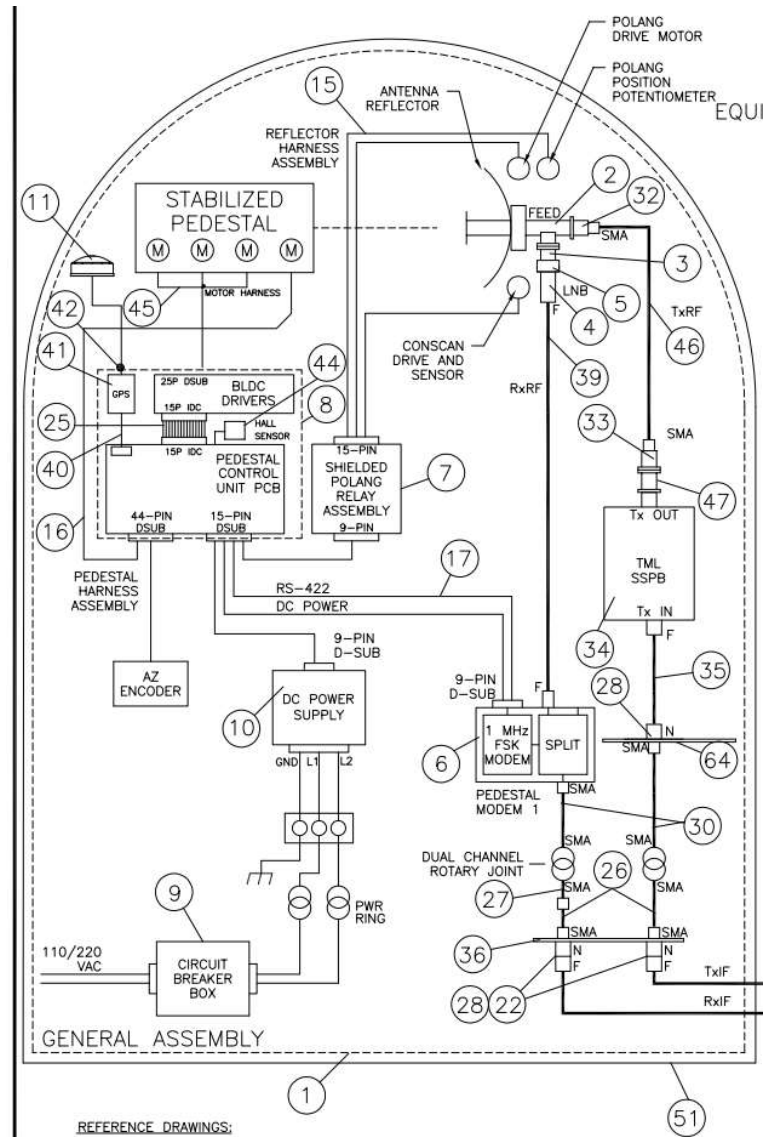 POLANG
DRIVE MOTOR
POLANG
POSITION
POTENTIOMETER
EQUI
15
ANTENNA
REFLECTOR
REFLECTOR
HARNESS
ASSEMBLY
2
32
11
STABILIZED
PEDESTAL
FEED
SMA
M
M
M
M
3
5
LNB
F
4
TxRF
46
45
MOTOR HARNESS
42
CONSCAN
DRIVE AND
SENSOR
RxRF
39
41
GPS
25P DSUB
BLDC
DRIVERS
44
8
15P IDC
25
HALL
SENSOR
33
SMA
40
15P IDC
PEDESTAL
CONTROL
UNIT PCB
15-PIN
SHIELDED
POLANG
RELAY
ASSEMBLY
9-PIN
7
47
Tx OUT
44-PIN
DSUB
15-PIN
DSUB
16
TML
SSPB
PEDESTAL
HARNESS
ASSEMBLY
17
RS-422
DC POWER
Tx IN
F
34
35
9-PIN
D-SUB
AZ
ENCODER
10
DC POWER
SUPPLY
9-PIN
D-SUB
F
28
N
SMA
64
6
1 MHz
FSK
MODEM
SPLIT
GND
L1
L2
PEDESTAL
MODEM 1
SMA
30
SMA
SMA
DUAL CHANNEL
ROTARY JOINT
SMA
SMA
26
27
9
PWR
RING
SMA
SMA
36
N
F
N
F
110/220
VAC
CIRCUIT
BREAKER
BOX
TxIF
28
22
RxIF
GENERAL ASSEMBLY
1
51
REFERENCE DRAWINGS: